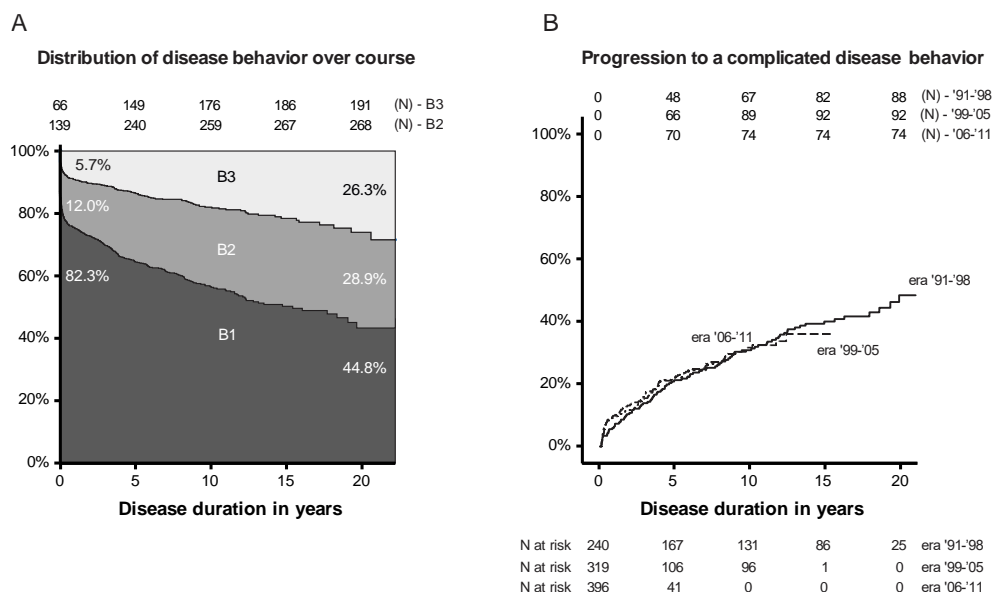 A
Distribution of disease behavior over course
66 149 176 186 191 (N) - B3
139 240 259 267 268 (N) - B2
100%
80%
60%
40%
20%
0%
5.7%
B3
26.3%
12.0%
B2
28.9%
82.3%
B1
44.8%
0 5 10 15 20
Disease duration in years
B
Progression to a complicated disease behavior
0 48 67 82 88 (N) - '91-'98
0 66 89 92 92 (N) - '99-'05
0 70 74 74 74 (N) - '06-'11
100%
80%
60%
40%
20%
0%
era '91-'98
era '06-'11
era '99-'05
0 5 10 15 20
Disease duration in years
N at risk 240 167 131 86 25 era '91-'98
N at risk 319 106 96 1 0 era '99-'05
N at risk 396 41 0 0 0 era '06-'11